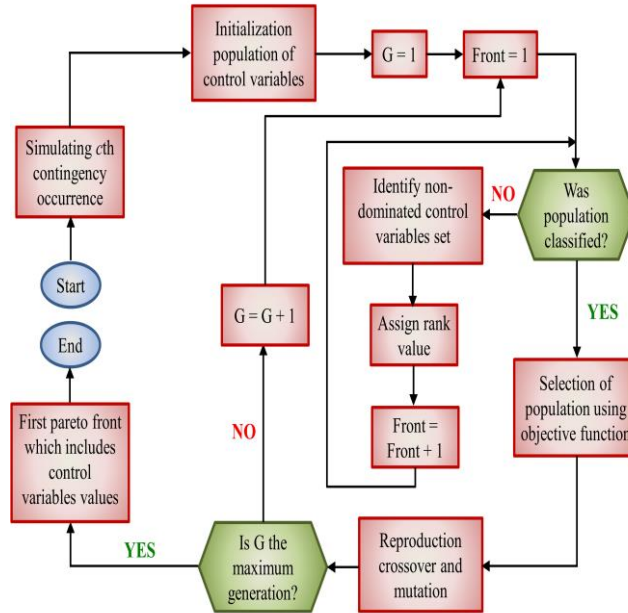 Initialization
population of
control variables
G = 1
Front = 1
Simulating cth
contingency
occurrence
Start
End
First pareto front
which includes
control
variables values
YES
G = G + 1
NO
Is G the
maximum
generation?
Identify non-
dominated control
variables set
NO
Was
population
classified?
YES
Assign rank
value
Front =
Front + 1
Selection of
population using
objective function
Reproduction
crossover and
mutation